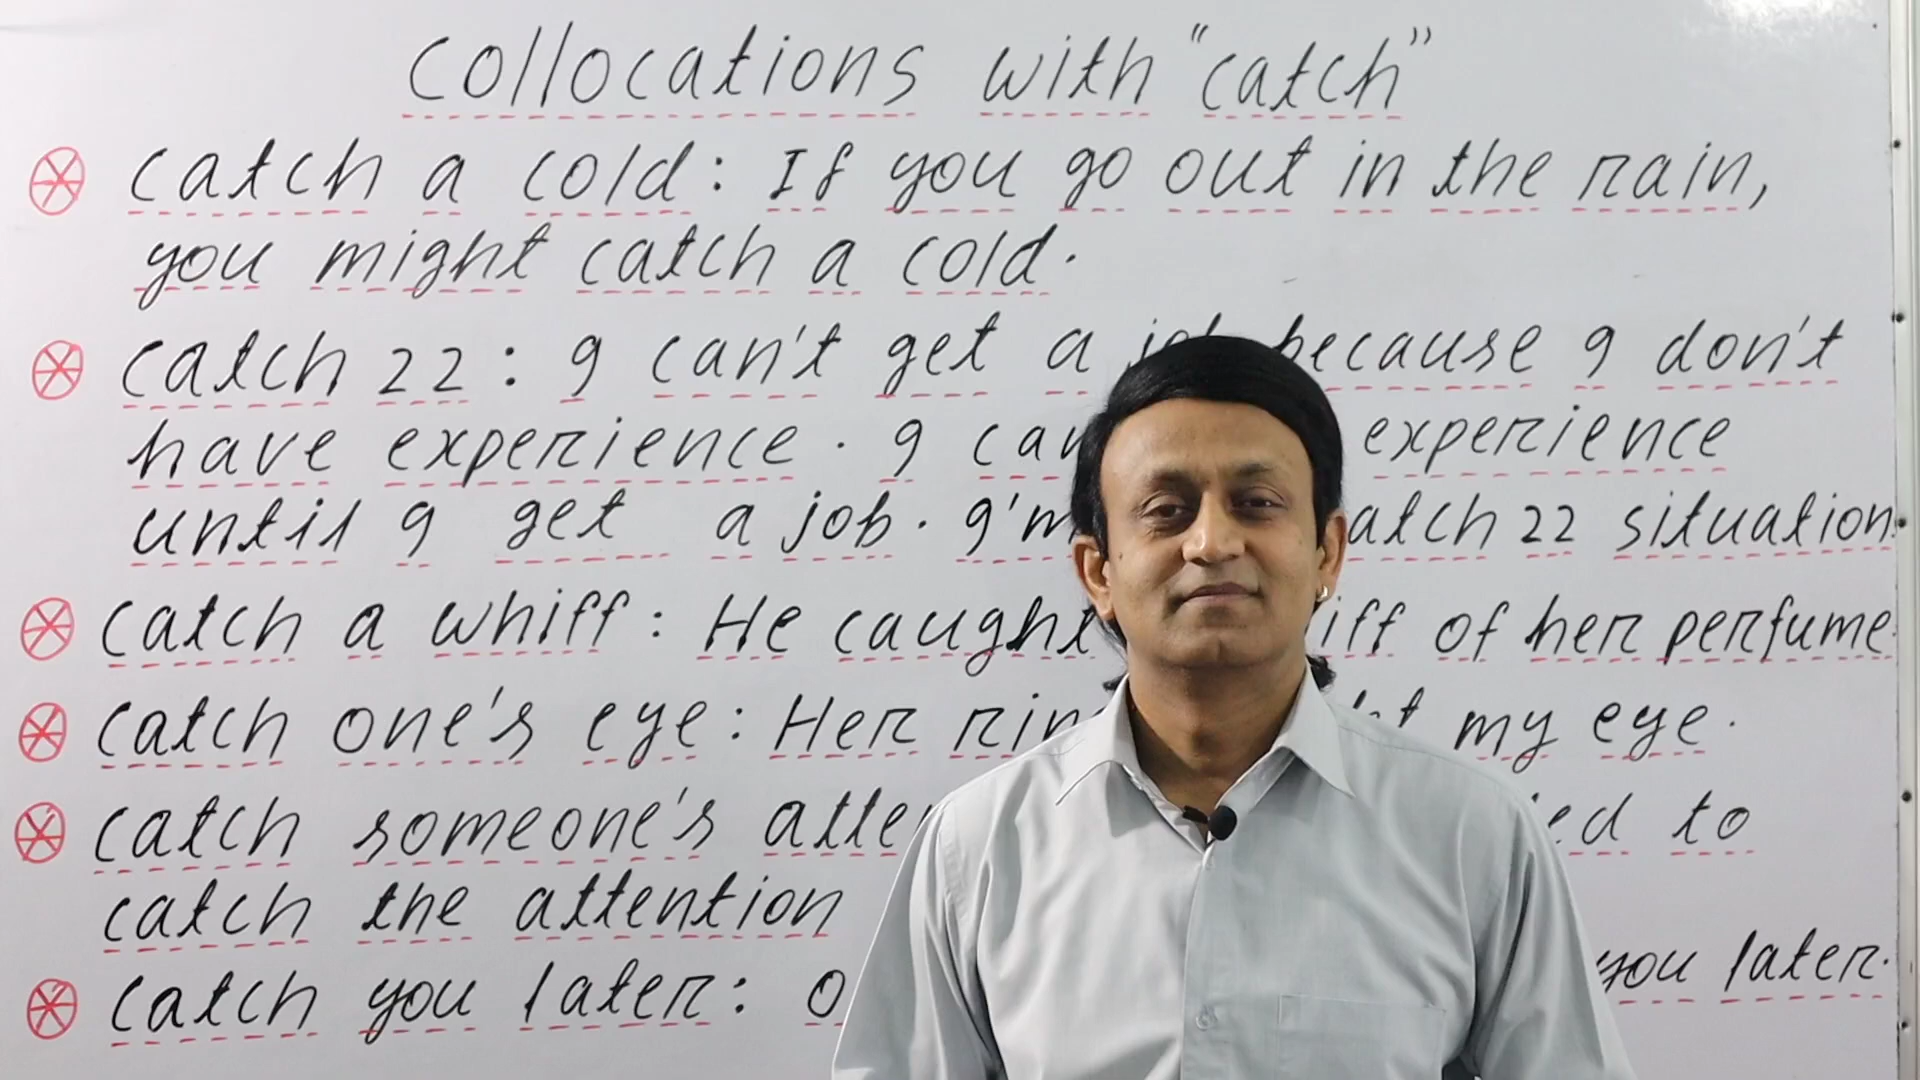 Collocations with "catch"
catch a cold: If you go out in the rain,
you might catch a cold.
catch 22: I can't get a because I don't
have experience. I experience
until I get a job. I'm 22 situation.
catch a whiff: He caught of her perfume.
catch one's eye: Her my eye.
catch someone's to
catch the attention
catch you later: you later.